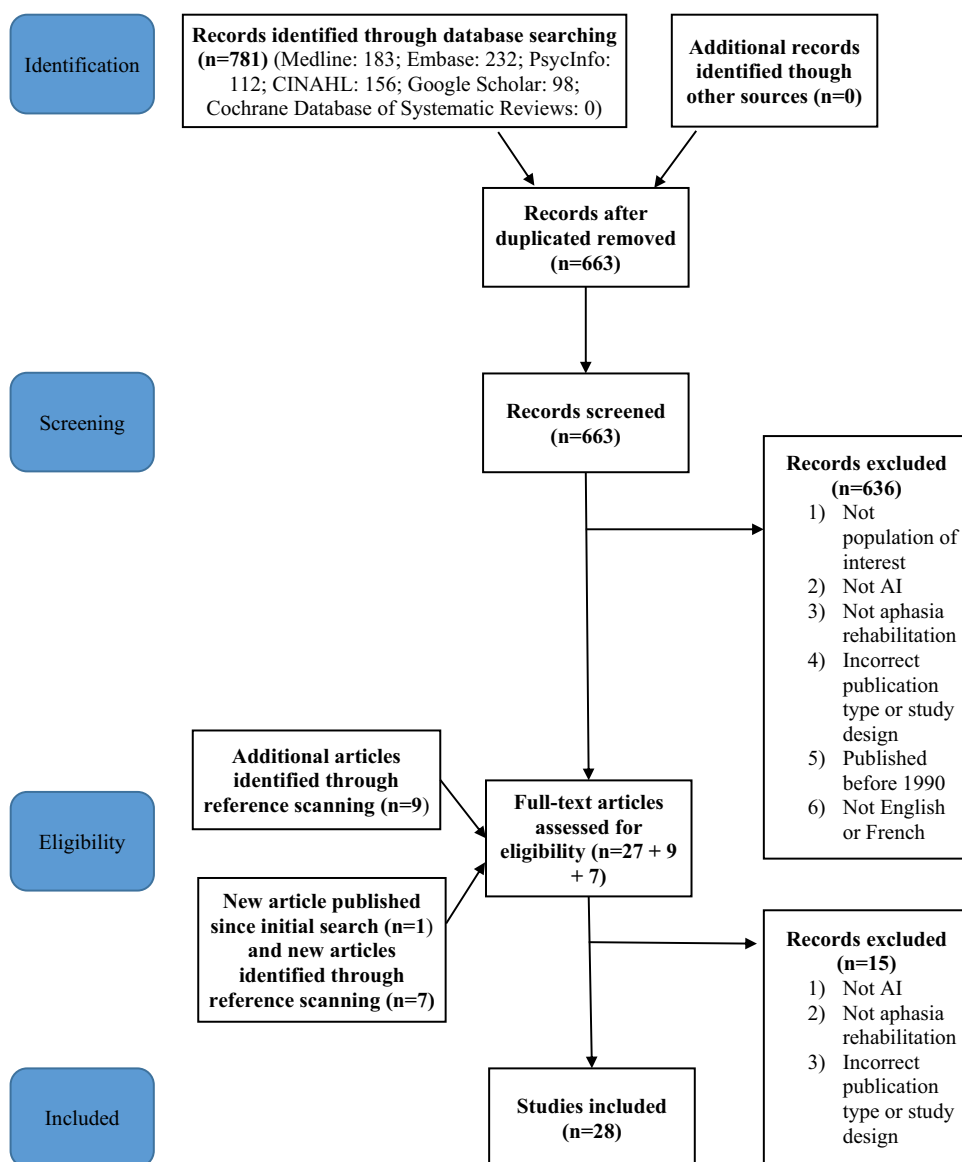 Identification
Records identified through database searching
(n=781) (Medline: 183; Embase: 232; PsycInfo:
112; CINAHL: 156; Google Scholar: 98;
Cochrane Database of Systematic Reviews: 0)
Additional records
identified though
other sources (n=0)
Records after
duplicated removed
(n=663)
Screening
Records screened
(n=663)
Records excluded
(n=636)
1) Not
population of
interest
2) Not AI
3) Not aphasia
rehabilitation
4) Incorrect
publication
type or study
design
5) Published
before 1990
6) Not English
or French
Additional articles
identified through
reference scanning (n=9)
Eligibility
Full-text articles
assessed for
eligibility (n=27 + 9
+ 7)
New article published
since initial search (n=1)
and new articles
identified through
reference scanning (n=7)
Records excluded
(n=15)
1) Not AI
2) Not aphasia
rehabilitation
3) Incorrect
publication
type or study
design
Included
Studies included
(n=28)